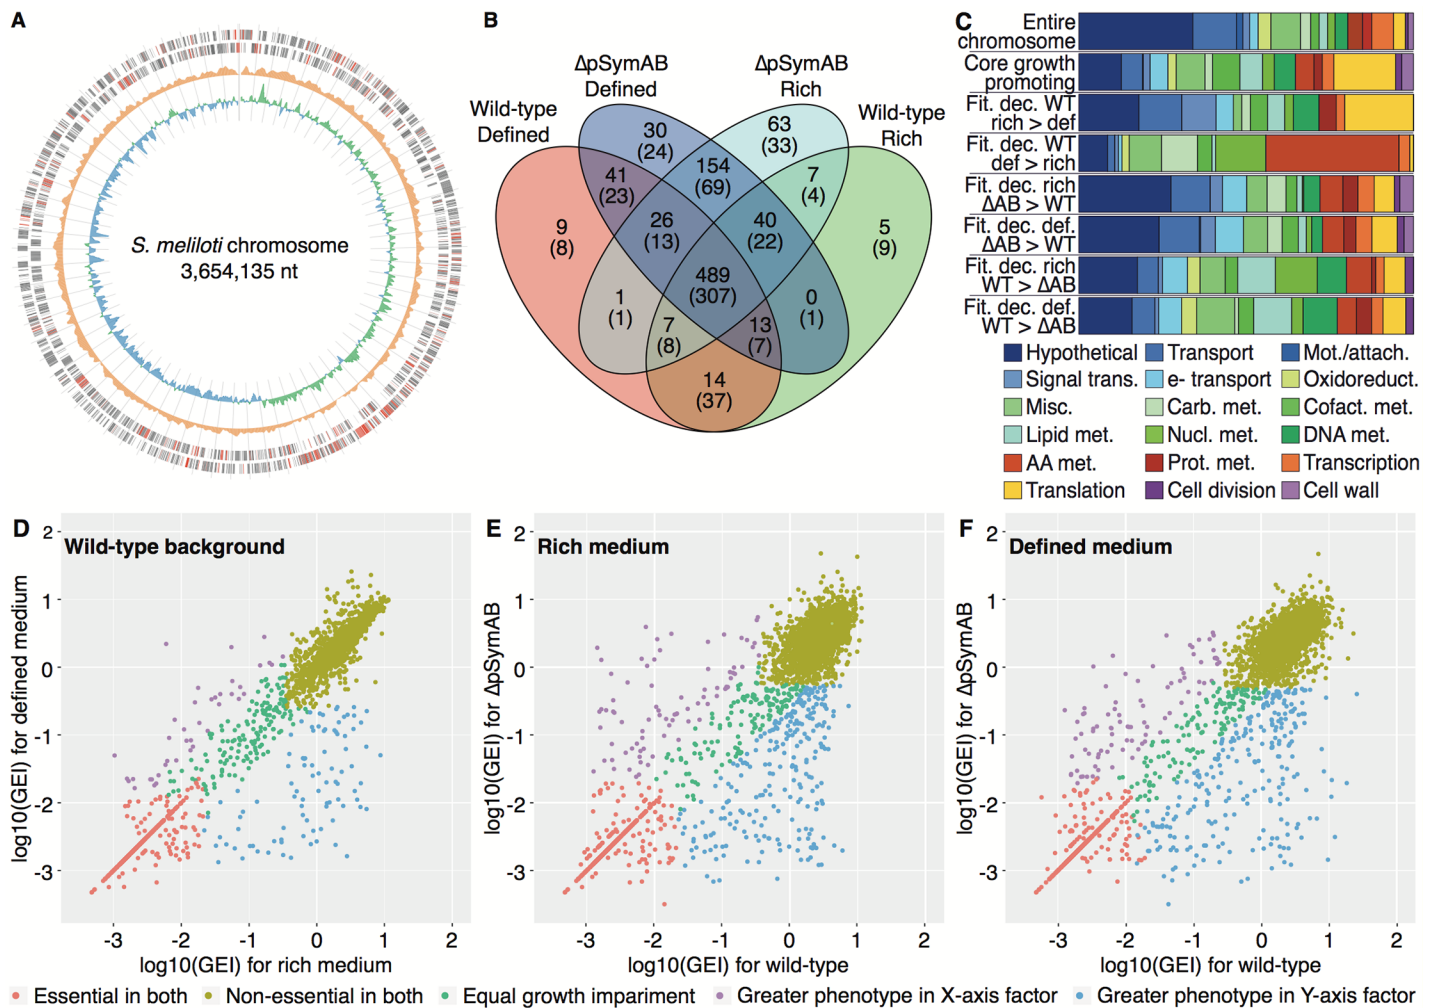 A
S. meliloti chromosome
3,654,135 nt
B
ΔpSymAB
Defined
ΔpSymAB
Rich
Wild-type
Defined
Wild-type
Rich
30
(24)
63
(33)
41
(23)
154
(69)
7
(4)
9
(8)
26
(13)
40
(22)
5
(9)
489
(307)
1
(1)
0
(1)
7
(8)
13
(7)
14
(37)
C
Entire
chromosome
Core growth
promoting
Fit. dec. WT
rich > def
Fit. dec. WT
def > rich
Fit. dec. rich
ΔAB > WT
Fit. dec. def.
ΔAB > WT
Fit. dec. rich
WT > ΔAB
Fit. dec. def.
WT > ΔAB
Hypothetical Transport Mot./attach.
Signal trans. e- transport Oxidoreduct.
Misc. Carb. met. Cofact. met.
Lipid met. Nucl. met. DNA met.
AA met. Prot. met. Transcription
Translation Cell division Cell wall
D
Wild-type background
log10(GEI) for defined medium
2
1
0
-1
-2
-3
-3 -2 -1 0 1 2
log10(GEI) for rich medium
E
Rich medium
log10(GEI) for ΔpSymAB
2
1
0
-1
-2
-3
-3 -2 -1 0 1 2
log10(GEI) for wild-type
F
Defined medium
log10(GEI) for ΔpSymAB
2
1
0
-1
-2
-3
-3 -2 -1 0 1 2
log10(GEI) for wild-type
Essential in both Non-essential in both Equal growth impariment Greater phenotype in X-axis factor Greater phenotype in Y-axis factor